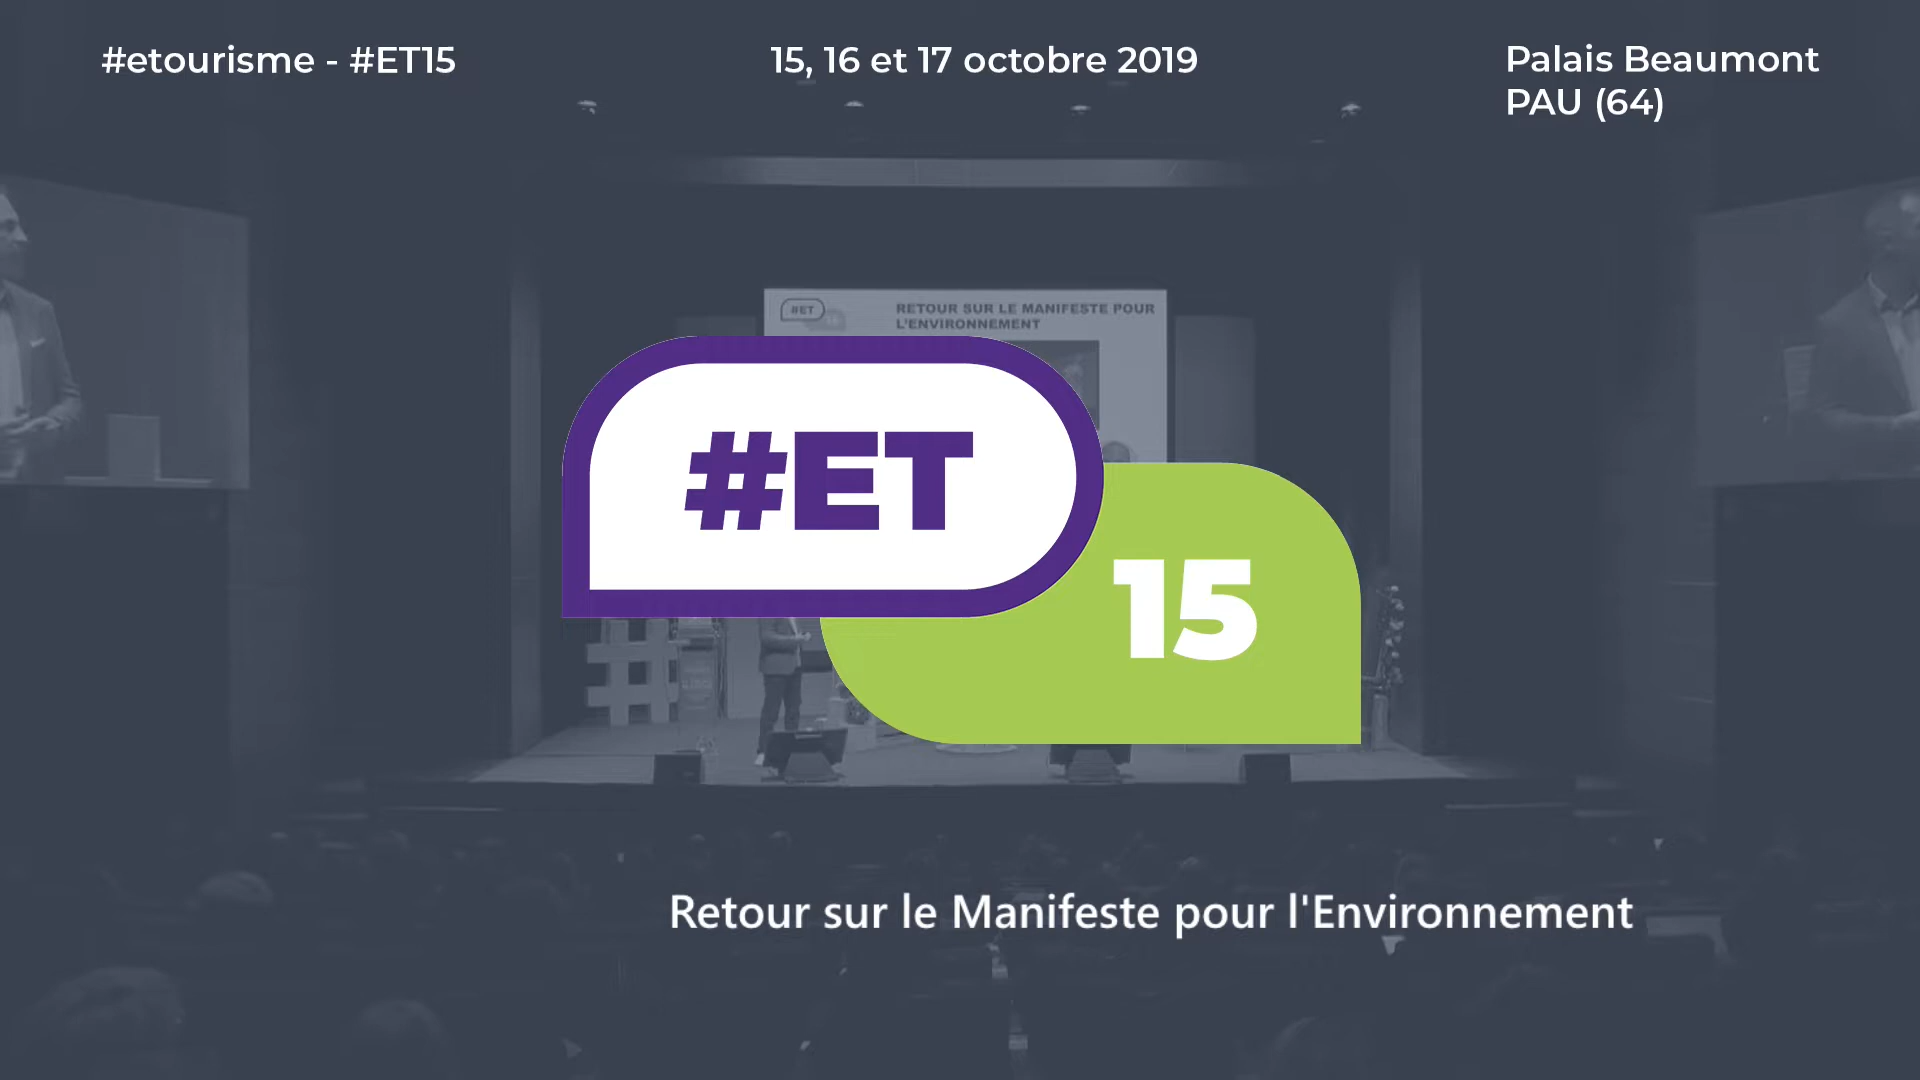 #etourisme - #ET15
15, 16 et 17 octobre 2019
Palais Beaumont
PAU (64)
#ET
RETOUR SUR LE MANIFESTE POUR
L'ENVIRONNEMENT
#ET
15
Retour sur le Manifeste pour l'Environnement